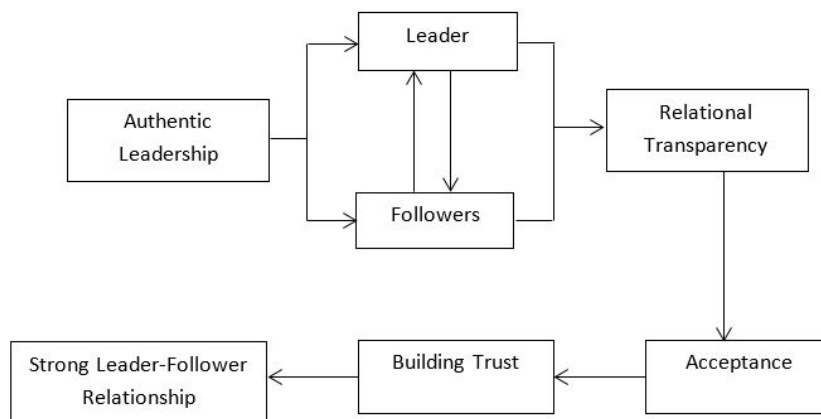 Leader
Authentic
Leadership
Relational
Transparency
Followers
Strong Leader-Follower
Relationship
Building Trust
Acceptance